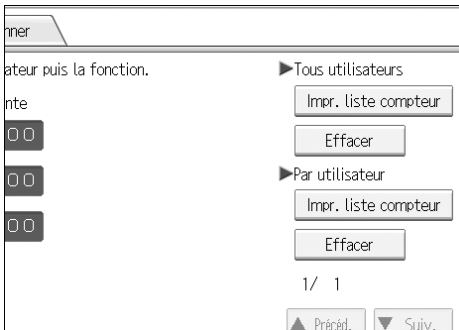 nner
ateur puis la fonction.
nte
00
00
00
▶Tous utilisateurs
Impr. liste compteur
Effacer
▶Par utilisateur
Impr. liste compteur
Effacer
1/ 1
▲ Précéd.
▼ Suiv.